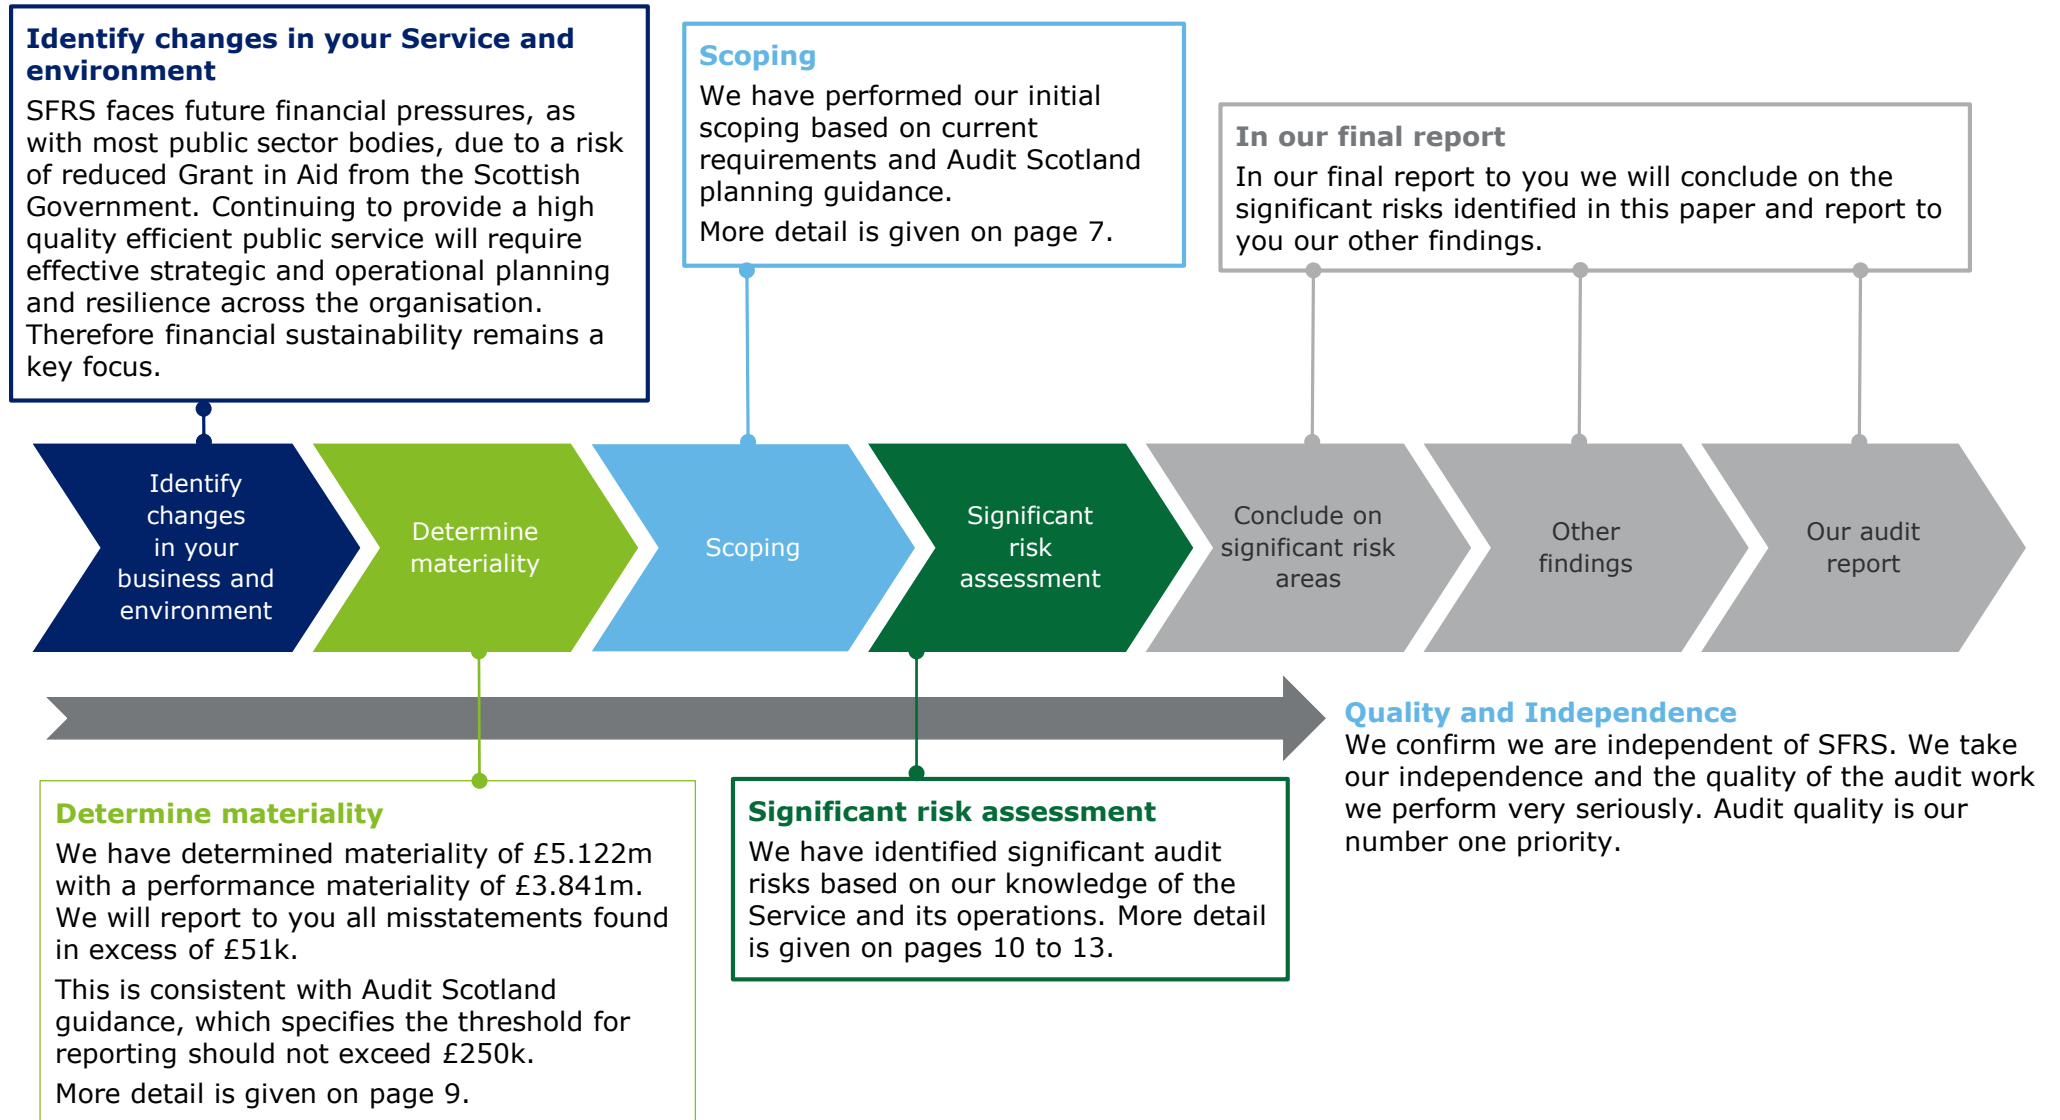 Identify changes in your Service and
environment
SFRS faces future financial pressures, as
with most public sector bodies, due to a risk
of reduced Grant in Aid from the Scottish
Government. Continuing to provide a high
quality efficient public service will require
effective strategic and operational planning
and resilience across the organisation.
Therefore financial sustainability remains a
key focus.
Scoping
We have performed our initial
scoping based on current
requirements and Audit Scotland
planning guidance.
More detail is given on page 7.
In our final report
In our final report to you we will conclude on the
significant risks identified in this paper and report to
you our other findings.
Identify
changes
in your
business and
environment
Determine
materiality
Scoping
Significant
risk
assessment
Conclude on
significant risk
areas
Other
findings
Our audit
report
Determine materiality
We have determined materiality of £5.122m
with a performance materiality of £3.841m.
We will report to you all misstatements found
in excess of £51k.
This is consistent with Audit Scotland
guidance, which specifies the threshold for
reporting should not exceed £250k.
More detail is given on page 9.
Significant risk assessment
We have identified significant audit
risks based on our knowledge of the
Service and its operations. More detail
is given on pages 10 to 13.
Quality and Independence
We confirm we are independent of SFRS. We take
our independence and the quality of the audit work
we perform very seriously. Audit quality is our
number one priority.